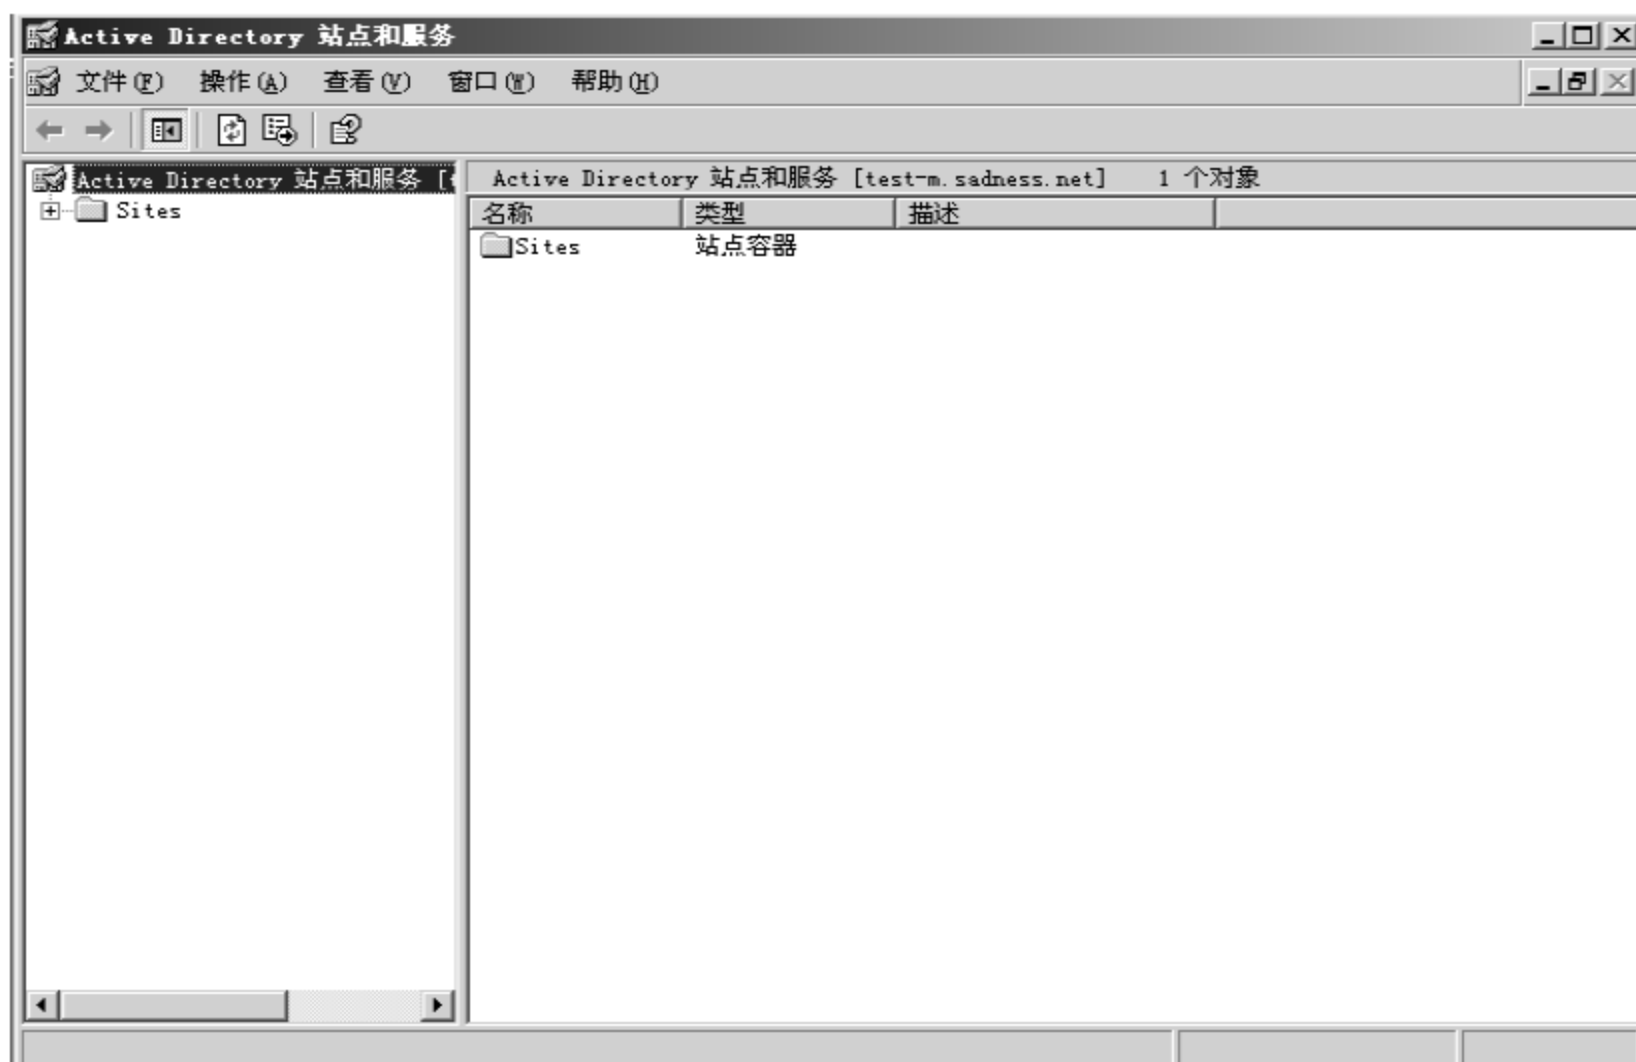 Active Directory 站点和服务
文件(F) 操作(A) 查看(V) 窗口(W) 帮助(H)
Active Directory 站点和服务 [
Sites
Active Directory 站点和服务 [test-m.sadness.net] 1 个对象
名称 类型 描述
Sites 站点容器